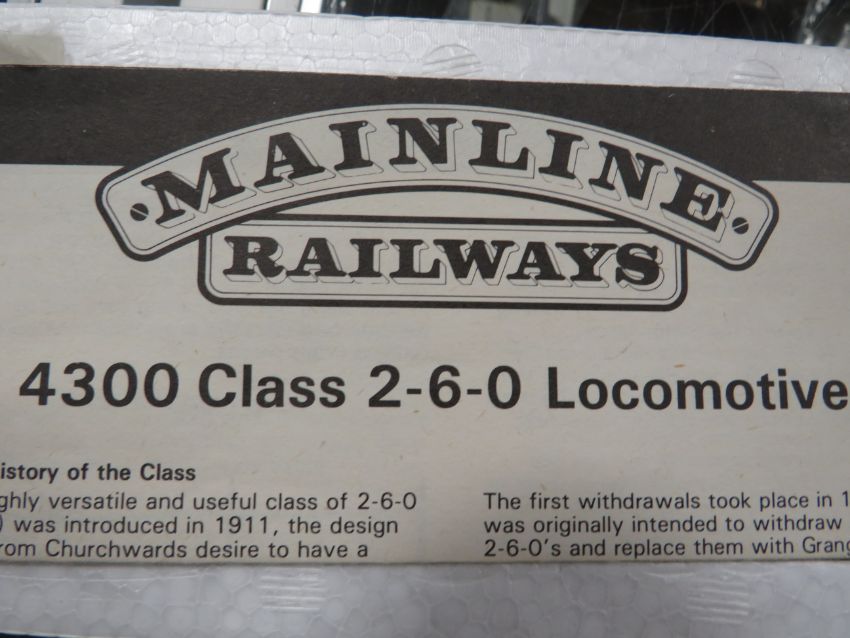 MAINLINE
RAILWAYS
4300 Class 2-6-0 Locomotive
istory of the Class
ghly versatile and useful class of 2-6-0
) was introduced in 1911, the design
rom Churchwards desire to have a
The first withdrawals took place in 1
was originally intended to withdraw
2-6-0's and replace them with Grang